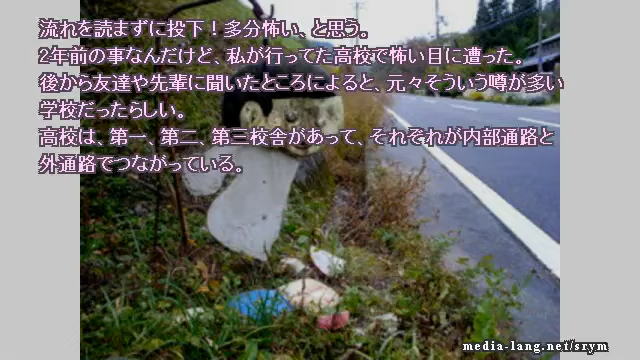 流れを読まずに投下！多分怖い、と思う。
2年前の事なんだけど、私が行ってた高校で怖い目に遭った。
後から友達や先輩に聞いたところによると、元々そういう噂が多い
学校だったらしい。
高校は、第一、第二、第三校舎があって、それぞれが内部通路と
外通路でつながっている。
media-lang.net/srym